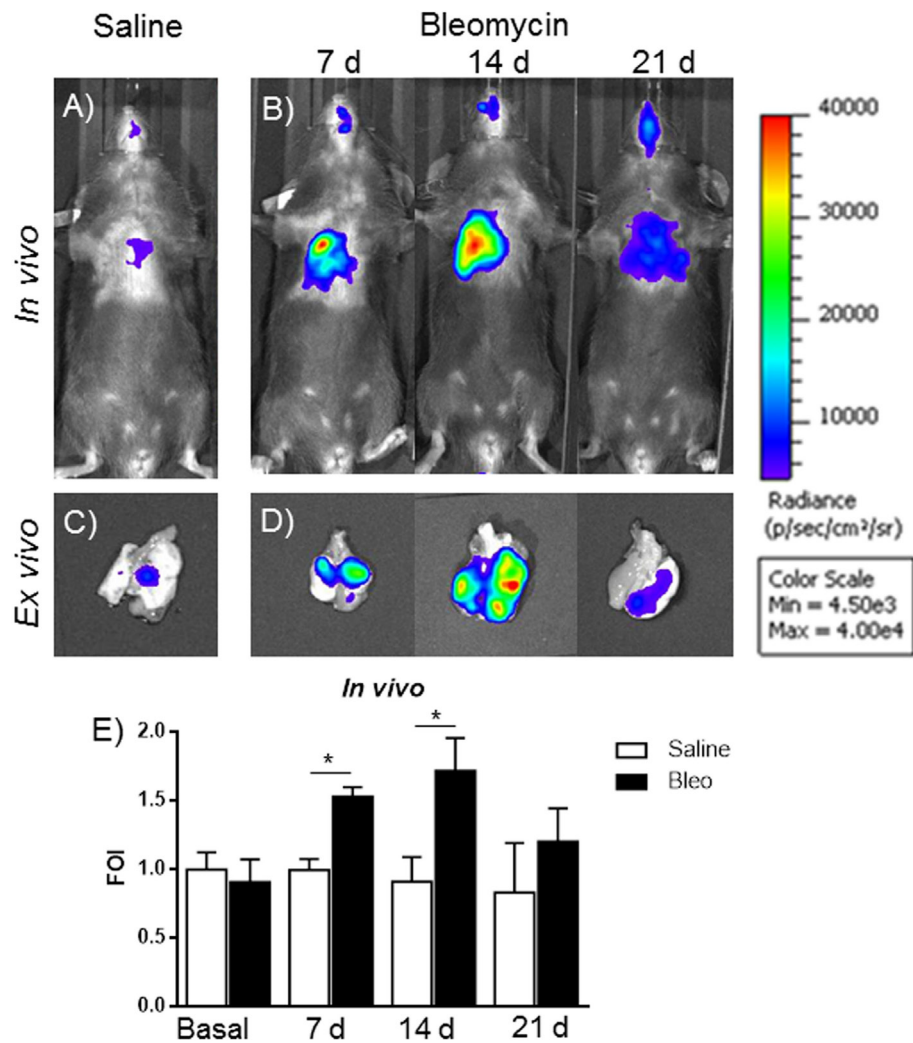 Saline
Bleomycin
7 d 14 d 21 d
A)
B)
In vivo
40000
30000
20000
10000
Radiance
(p/sec/cm²/sr)
Color Scale
Min = 4.50e3
Max = 4.00e4
C)
D)
Ex vivo
In vivo
E)
FOI
2.0
1.5
1.0
0.5
0.0
* *
Saline
Bleo
Basal 7 d 14 d 21 d